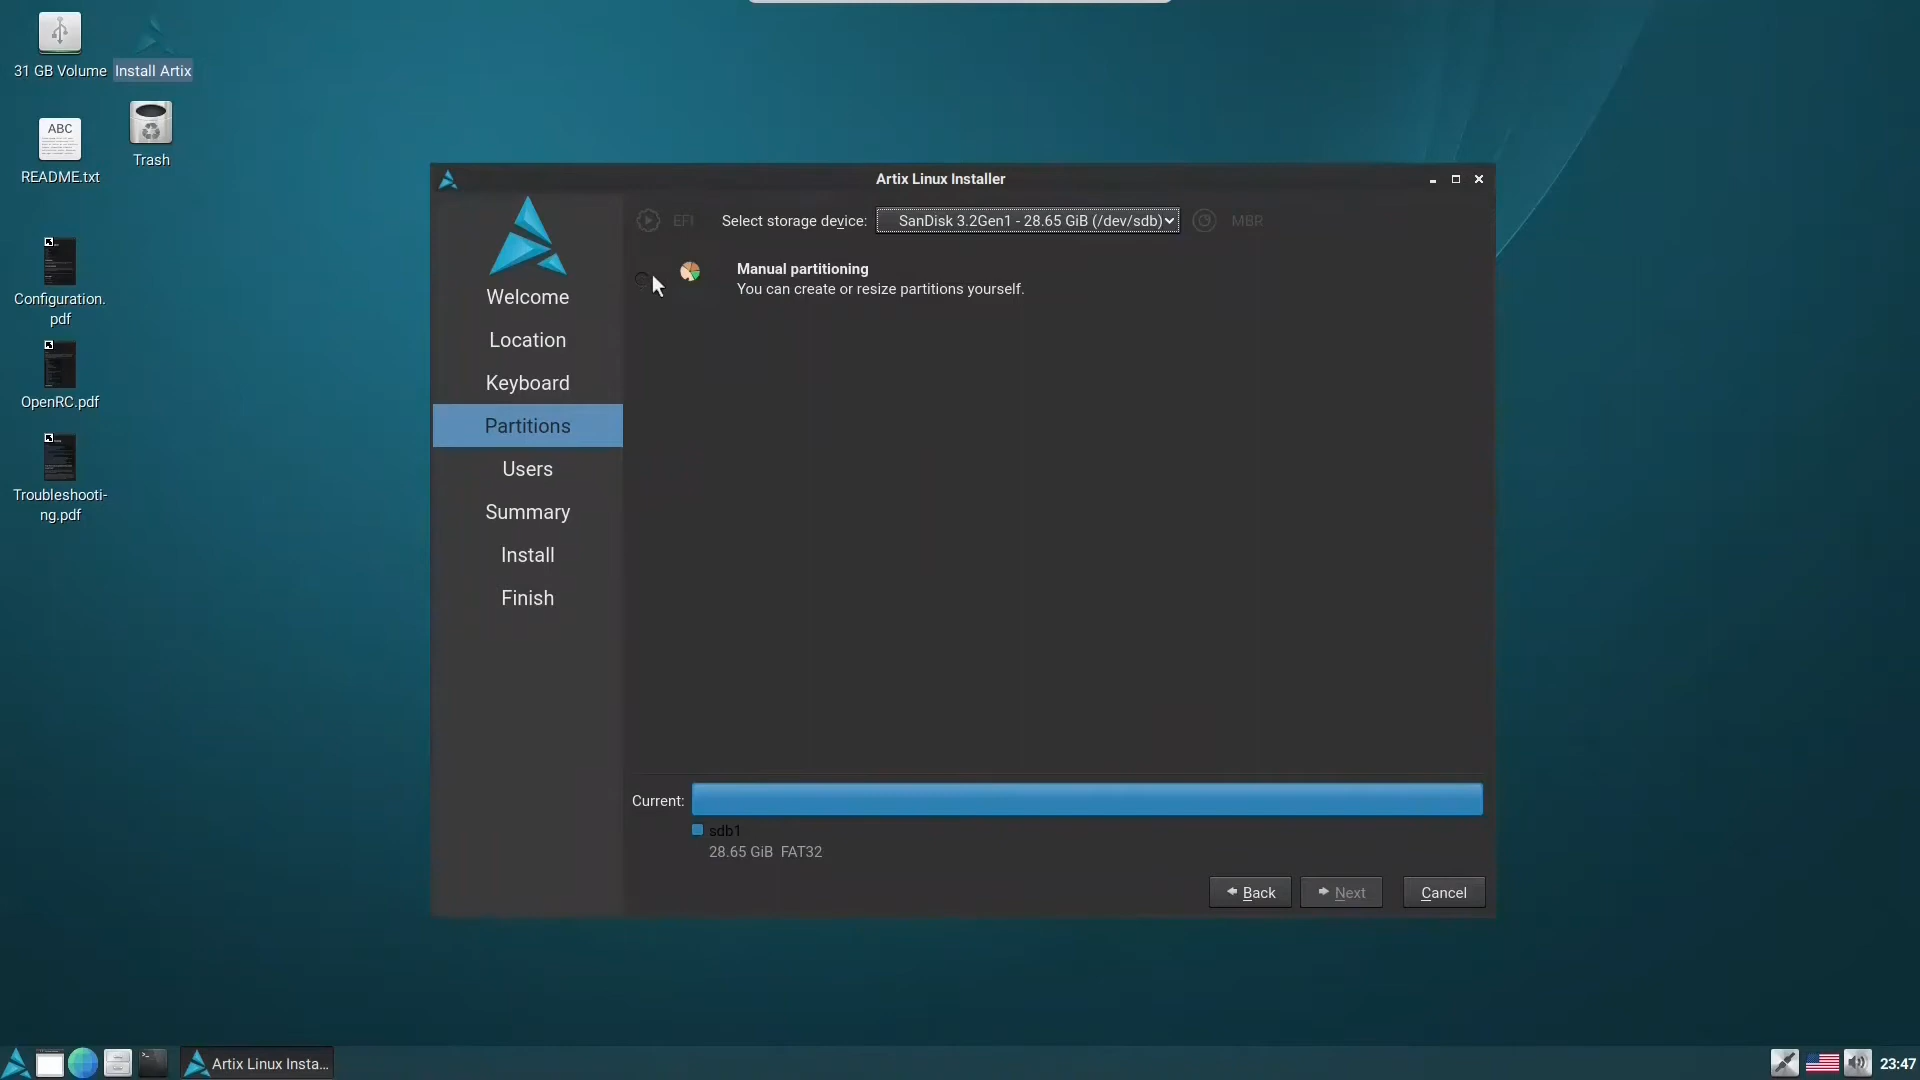 31 GB Volume
Install Artix
ABC
README.txt
Trash
Configuration.
pdf
OpenRC.pdf
Troubleshooti-
ng.pdf
Artix Linux Installer
Welcome
Location
Keyboard
Partitions
Users
Summary
Install
Finish
EFI
Select storage device:
SanDisk 3.2Gen1 - 28.65 GiB (/dev/sdb)
MBR
Manual partitioning
You can create or resize partitions yourself.
Current:
sdb1
28.65 GiB FAT32
Back
Next
Cancel
Artix Linux Insta...
23:47